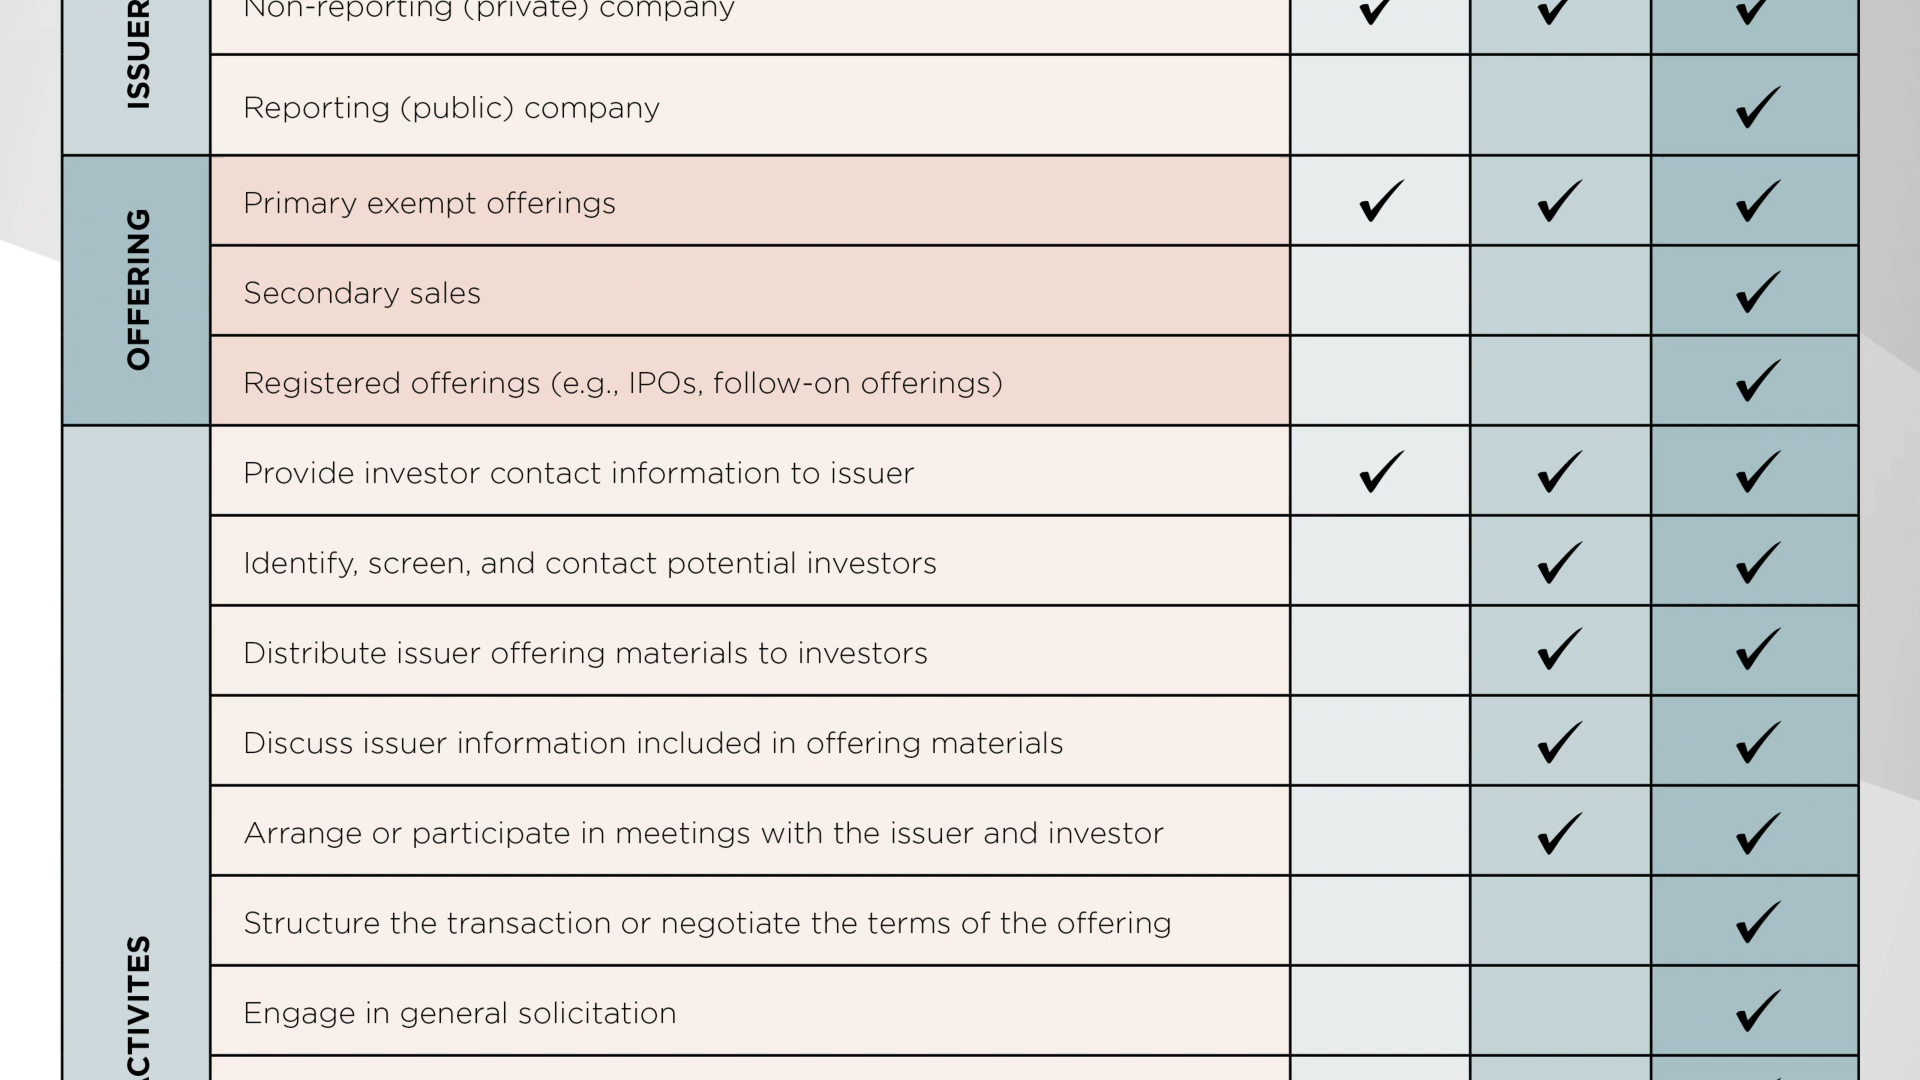 ISSUER
Non-reporting (private) company ✓ ✓ ✓
Reporting (public) company ✓
OFFERING
Primary exempt offerings ✓ ✓ ✓
Secondary sales ✓
Registered offerings (e.g., IPOs, follow-on offerings) ✓
ACTIVITES
Provide investor contact information to issuer ✓ ✓ ✓
Identify, screen, and contact potential investors ✓ ✓
Distribute issuer offering materials to investors ✓ ✓
Discuss issuer information included in offering materials ✓ ✓
Arrange or participate in meetings with the issuer and investor ✓ ✓
Structure the transaction or negotiate the terms of the offering ✓
Engage in general solicitation ✓